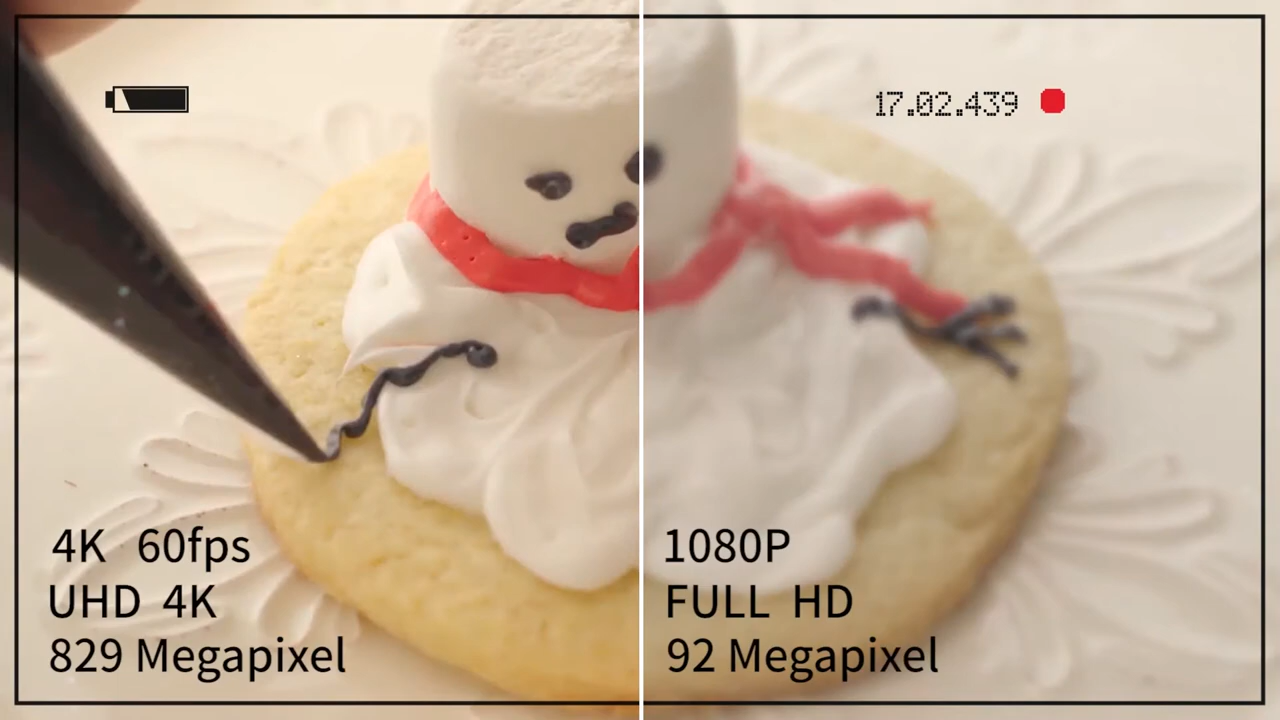 17.02.439
4K 60fps
UHD 4K
829 Megapixel
1080P
FULL HD
92 Megapixel